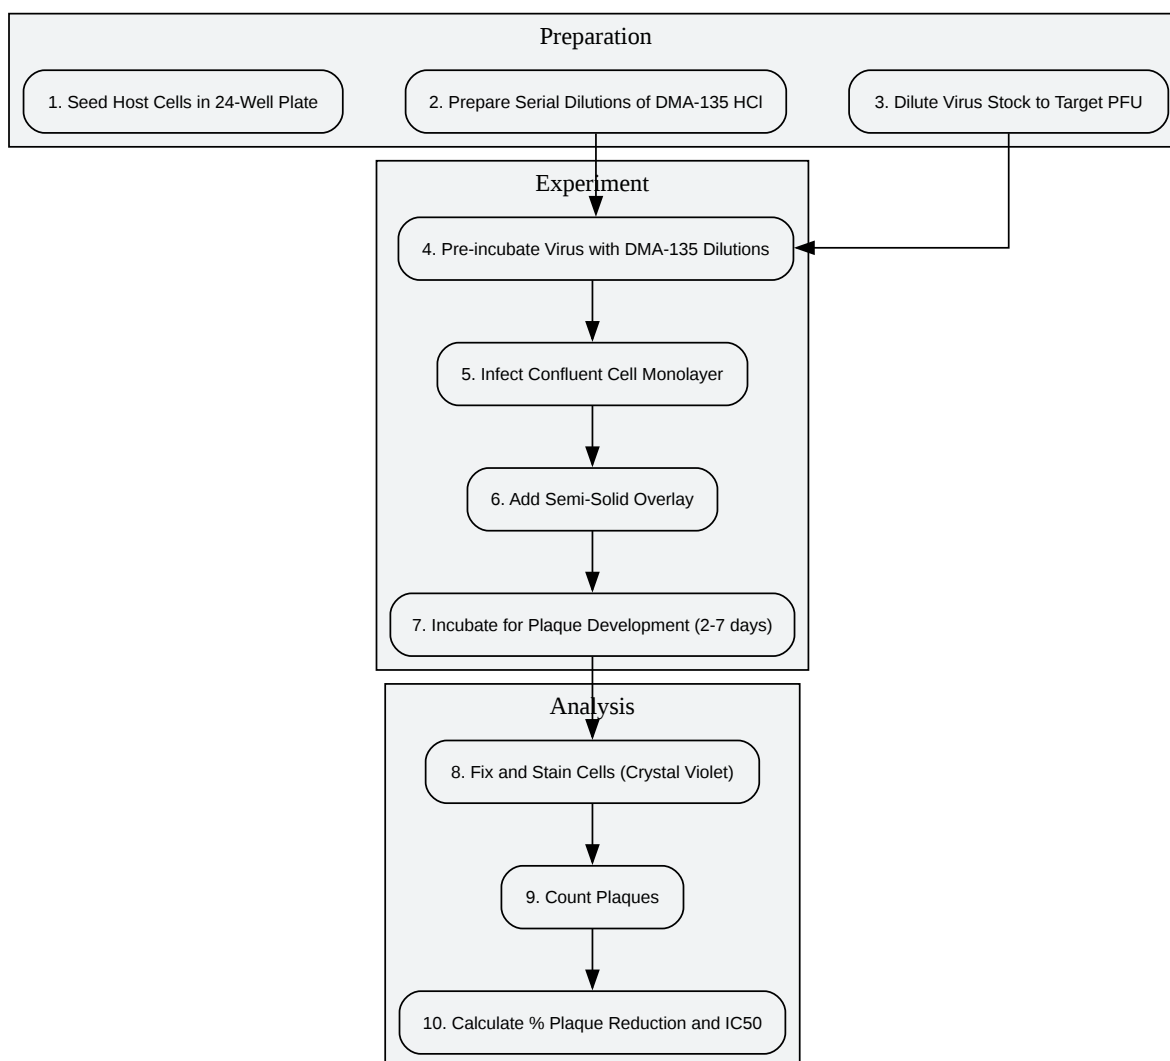 Preparation
1. Seed Host Cells in 24-Well Plate
2. Prepare Serial Dilutions of DMA-135 HCl
3. Dilute Virus Stock to Target PFU
Experiment
4. Pre-incubate Virus with DMA-135 Dilutions
5. Infect Confluent Cell Monolayer
6. Add Semi-Solid Overlay
7. Incubate for Plaque Development (2-7 days)
Analysis
8. Fix and Stain Cells (Crystal Violet)
9. Count Plaques
10. Calculate % Plaque Reduction and IC50